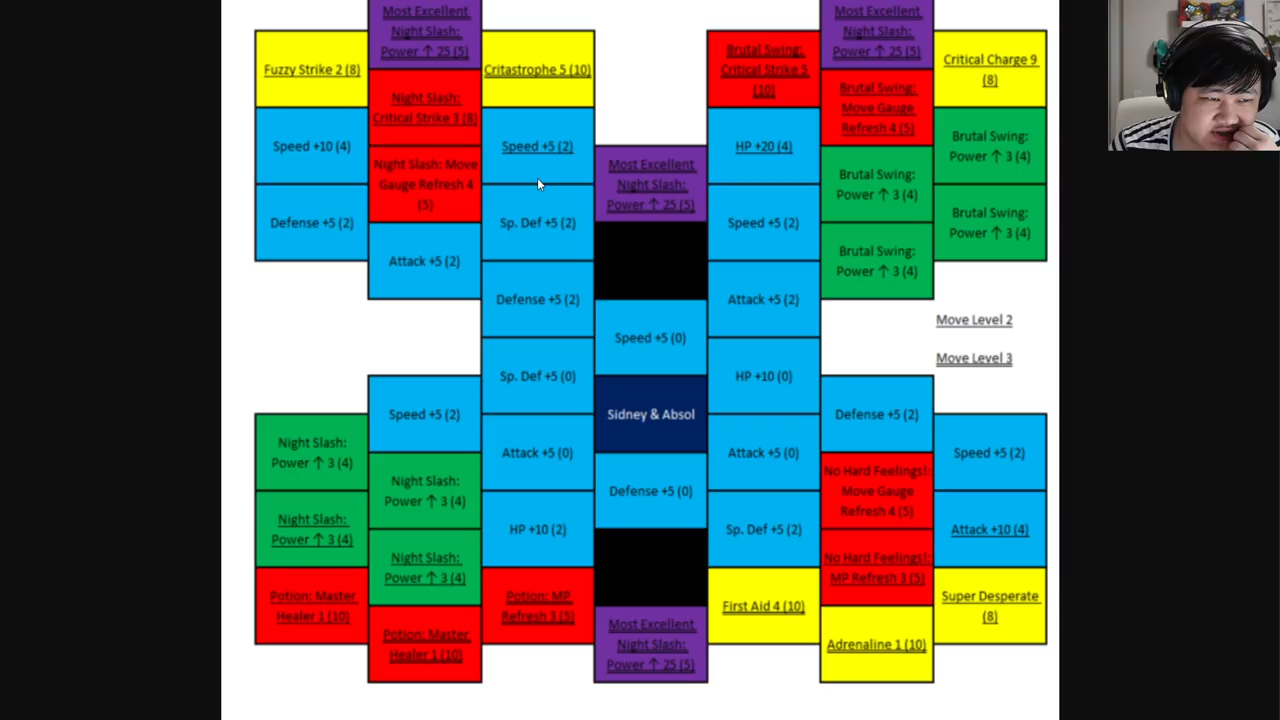 Most Excellent
Night Slash:
Power ↑ 25 (5)
Most Excellent
Night Slash:
Power ↑ 25 (5)
Fuzzy Strike 2 (8)
Night Slash:
Critical Strike 3 (8)
Critastrophe 5 (10)
Brutal Swing:
Critical Strike 5
(10)
Brutal Swing:
Move Gauge
Refresh 4 (5)
Critical Charge 9
(8)
Speed +10 (4)
Night Slash: Move
Gauge Refresh 4
(5)
Speed +5 (2)
Most Excellent
Night Slash:
Power ↑ 25 (5)
HP +20 (4)
Brutal Swing:
Power ↑ 3 (4)
Brutal Swing:
Power ↑ 3 (4)
Defense +5 (2)
Attack +5 (2)
Sp. Def +5 (2)
Speed +5 (2)
Brutal Swing:
Power ↑ 3 (4)
Brutal Swing:
Power ↑ 3 (4)
Defense +5 (2)
Speed +5 (0)
Attack +5 (2)
Move Level 2
Move Level 3
Sp. Def +5 (0)
HP +10 (0)
Speed +5 (2)
Sidney & Absol
Defense +5 (2)
Night Slash:
Power ↑ 3 (4)
Night Slash:
Power ↑ 3 (4)
Attack +5 (0)
Defense +5 (0)
Attack +5 (0)
No Hard Feelings!:
Move Gauge
Refresh 4 (5)
Speed +5 (2)
Night Slash:
Power ↑ 3 (4)
Night Slash:
Power ↑ 3 (4)
HP +10 (2)
Sp. Def +5 (2)
No Hard Feelings!:
MP Refresh 3 (5)
Attack +10 (4)
Potion: Master
Healer 1 (10)
Potion: Master
Healer 1 (10)
Potion: MP
Refresh 3 (5)
Most Excellent
Night Slash:
Power ↑ 25 (5)
First Aid 4 (10)
Adrenaline 1 (10)
Super Desperate
(8)